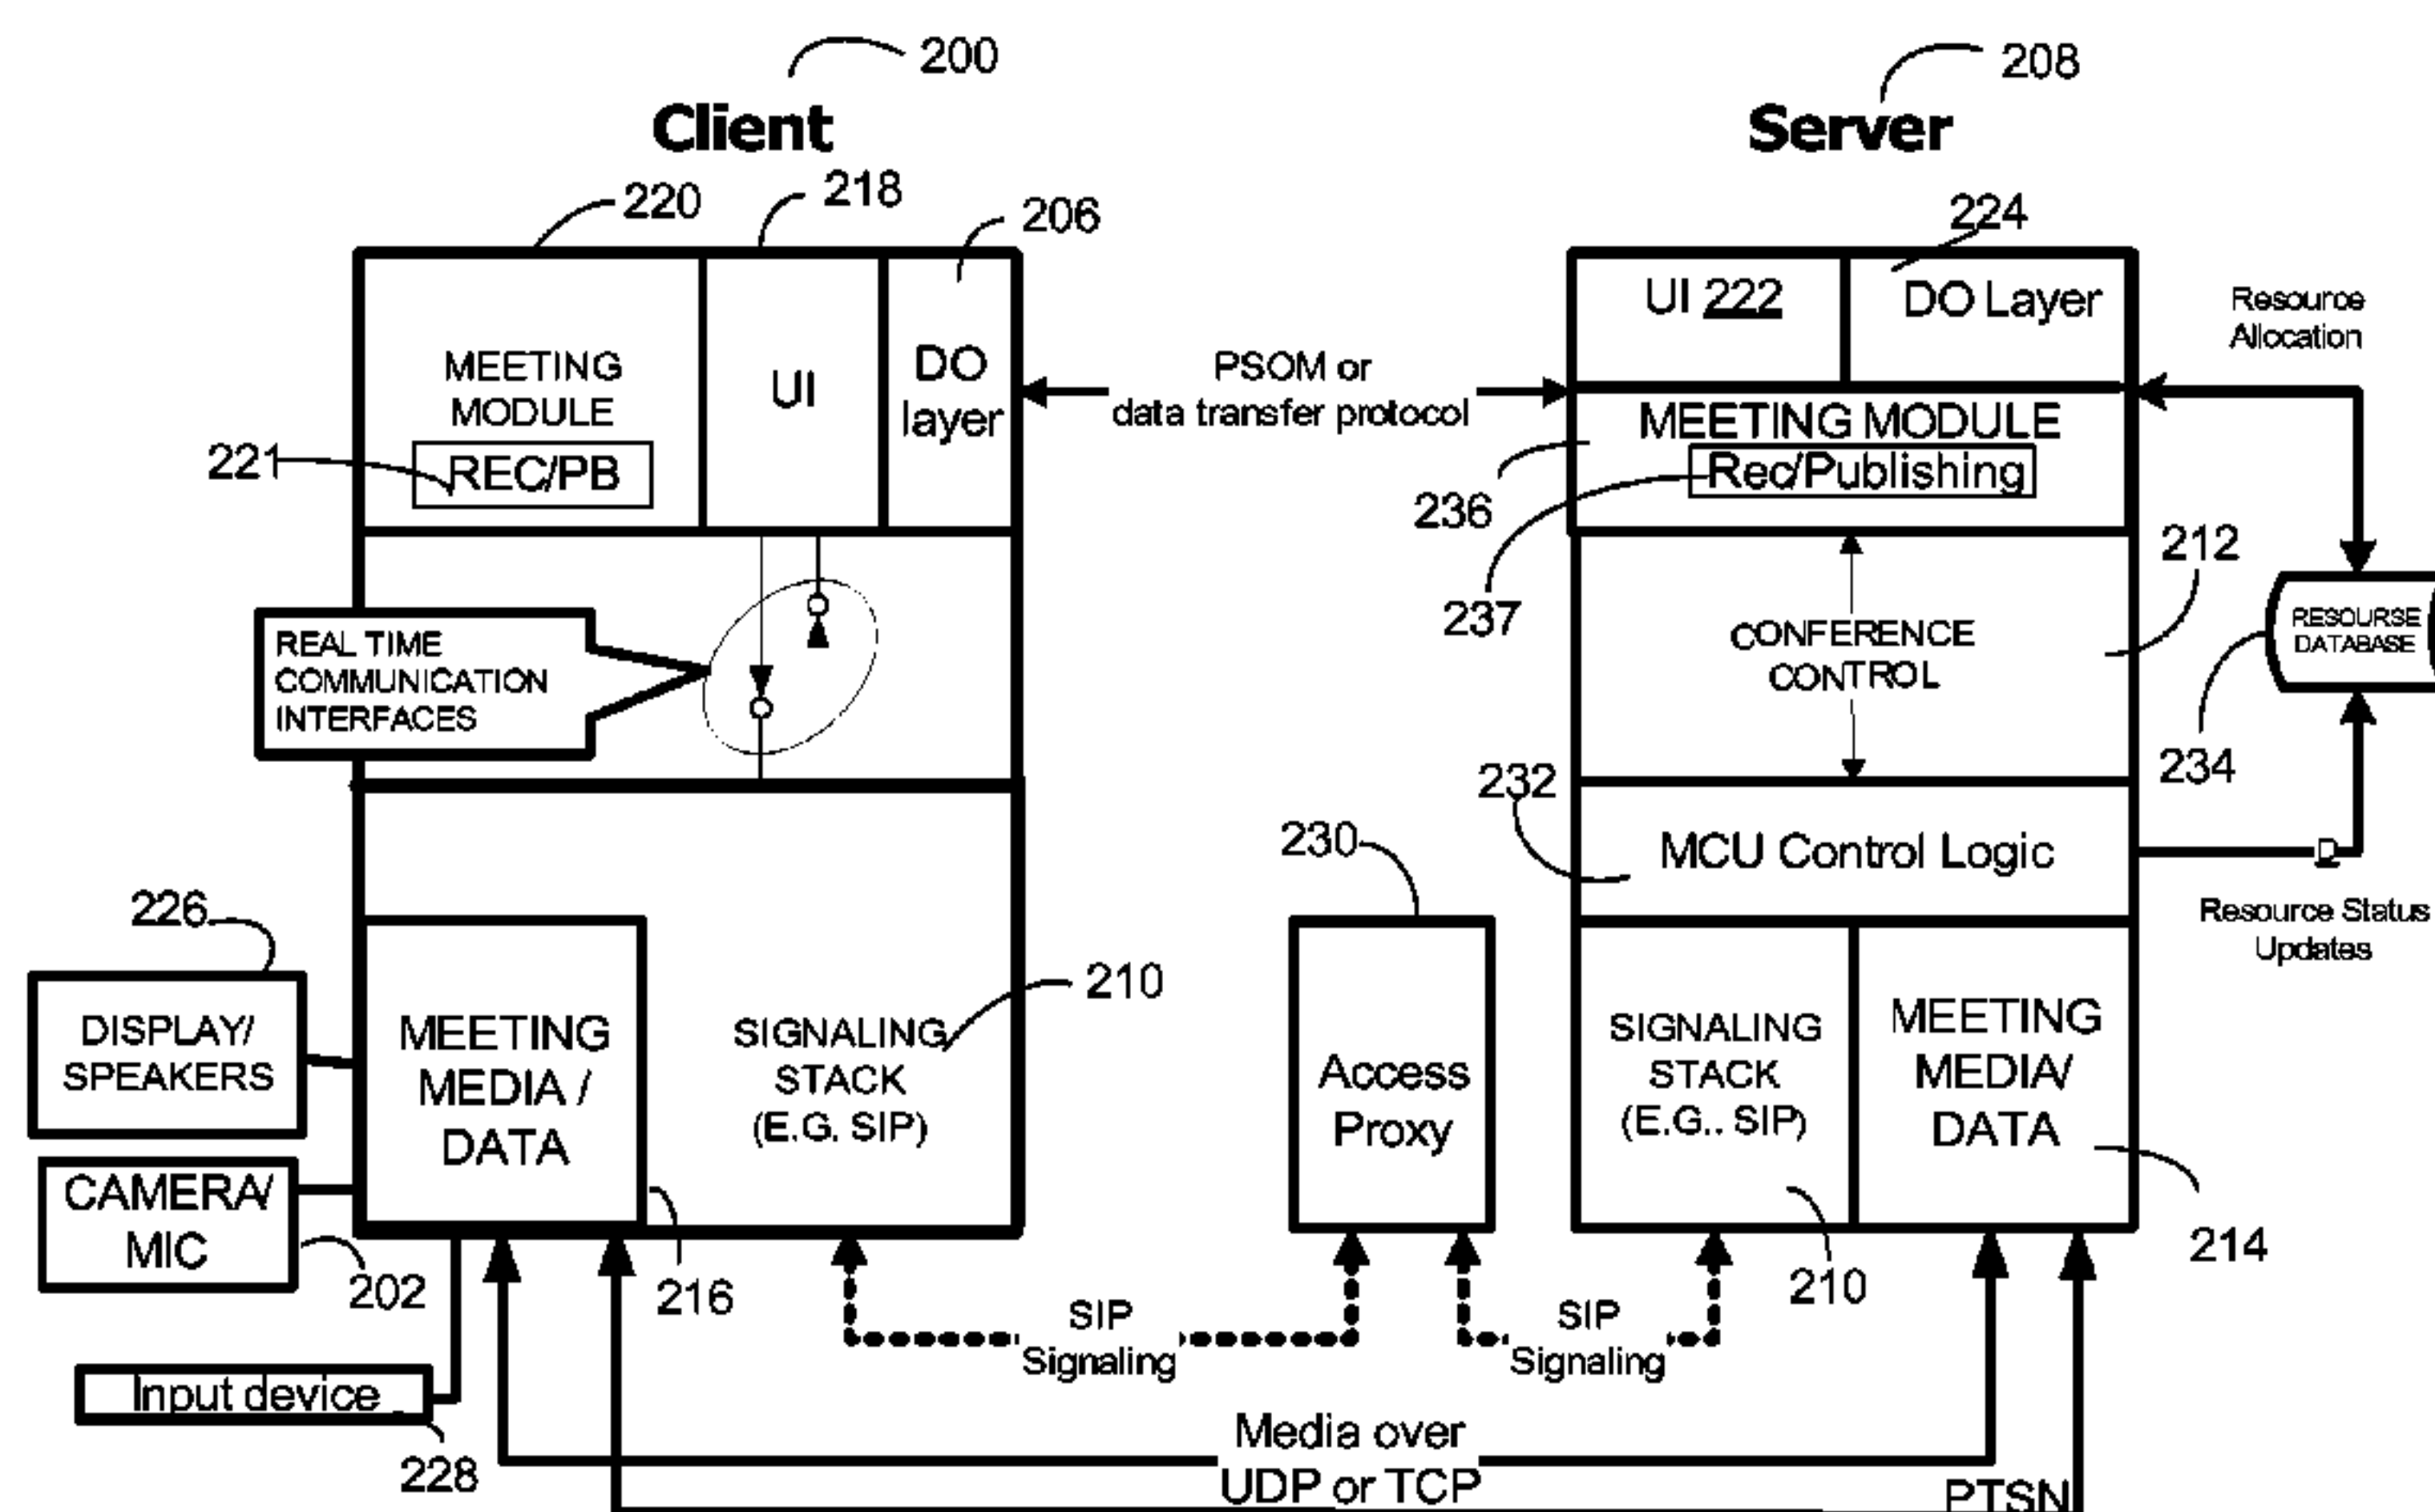 200
Client
208
Server
220
218
206
224
UI 222
DO Layer
Resource
Allocation
MEETING
MODULE
REC/PB
221
UI
DO
layer
PSOM or
data transfer protocol
MEETING MODULE
Rec/Publishing
236
237
212
REAL TIME
COMMUNICATION
INTERFACES
CONFERENCE
CONTROL
RESOURSE
DATABASE
234
232
230
MCU Control Logic
Resource Status
Updates
226
DISPLAY/
SPEAKERS
MEETING
MEDIA /
DATA
SIGNALING
STACK
(E.G. SIP)
210
Access
Proxy
SIGNALING
STACK
(E.G.. SIP)
MEETING
MEDIA/
DATA
CAMERA/
MIC
202
216
210
214
SIP
Signaling
SIP
Signaling
Input device
228
Media over
UDP or TCP
PTSN